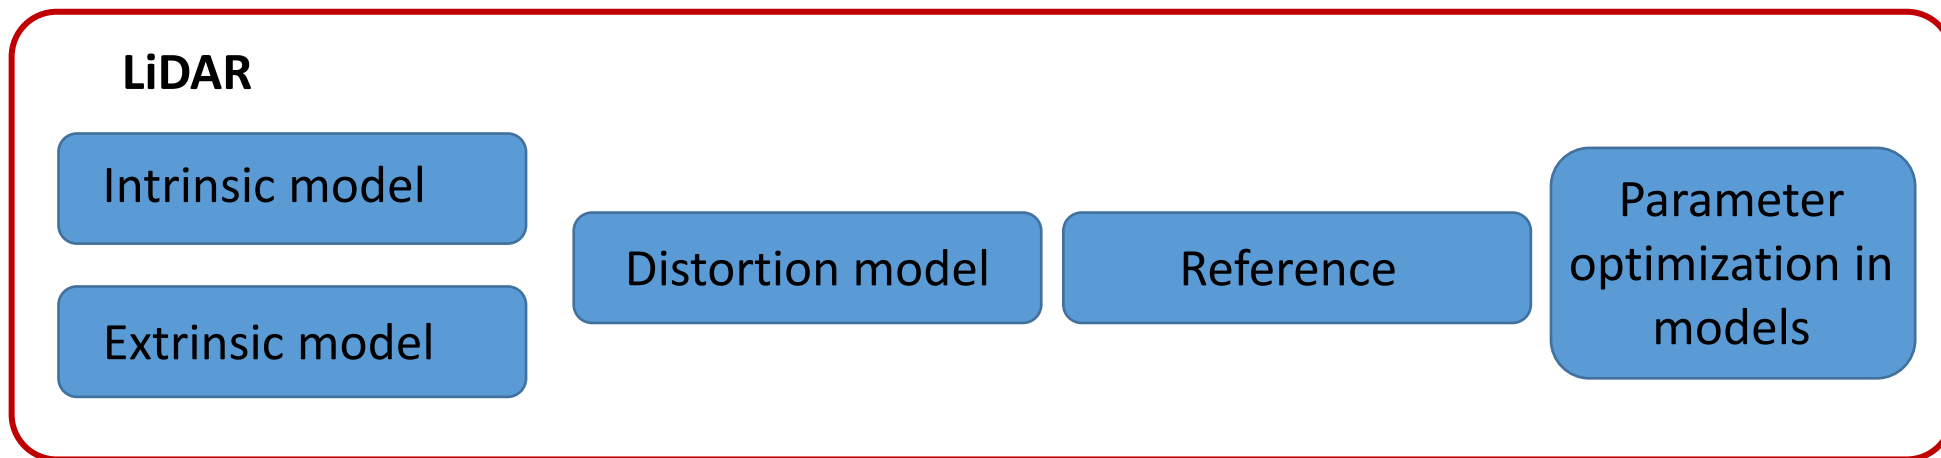 LiDAR
Intrinsic model
Extrinsic model
Distortion model
Reference
Parameter
optimization in
models